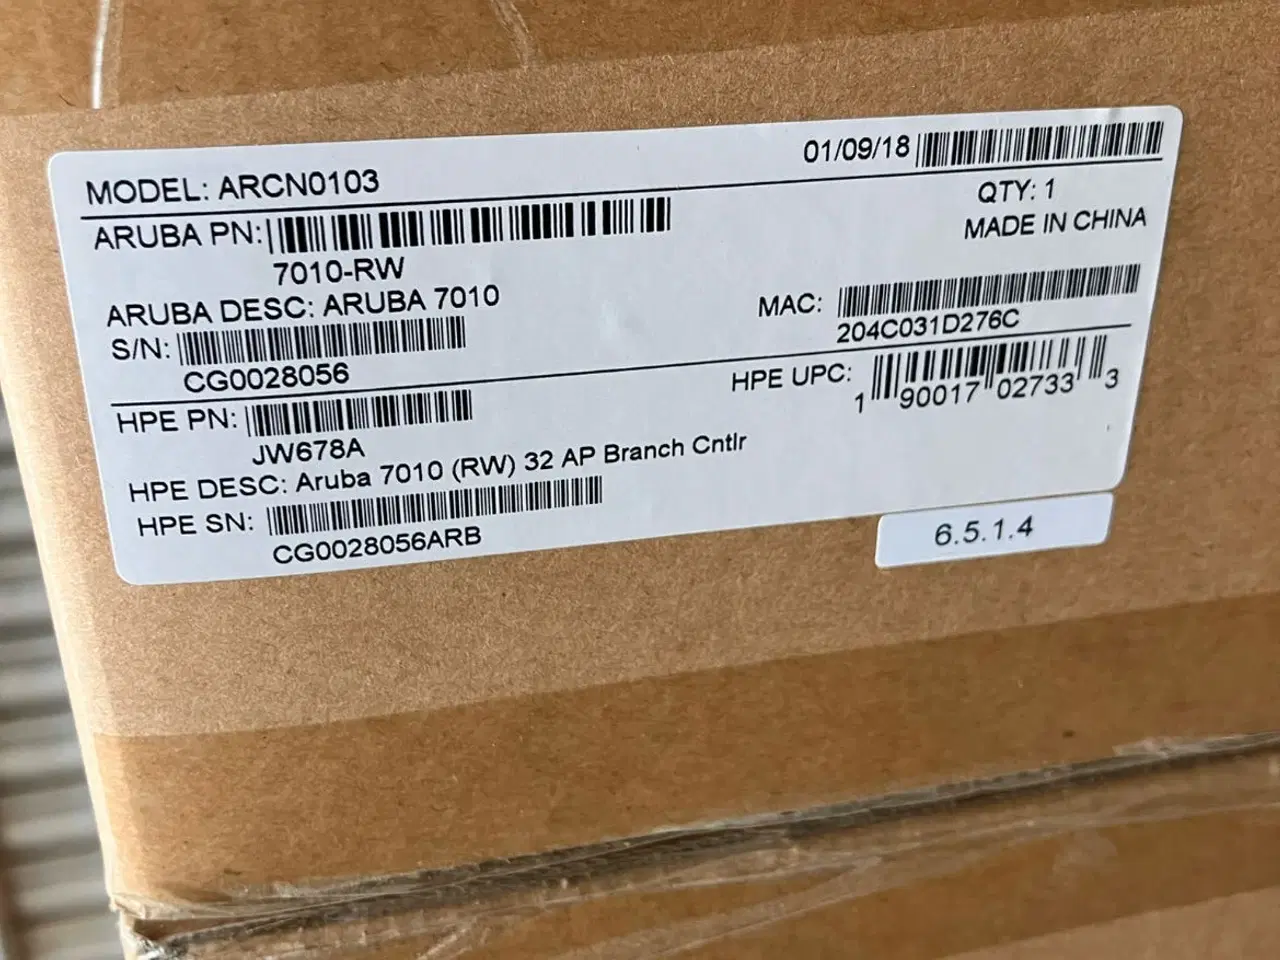 MODEL: ARCN0103
01/09/18
ARUBA PN:
7010-RW
QTY: 1
MADE IN CHINA
ARUBA DESC: ARUBA 7010
S/N:
CG0028056
MAC:
204C031D276C
HPE PN:
JW678A
HPE UPC:
1 90017 02733 3
HPE DESC: Aruba 7010 (RW) 32 AP Branch Cntlr
HPE SN:
CG0028056ARB
6.5.1.4